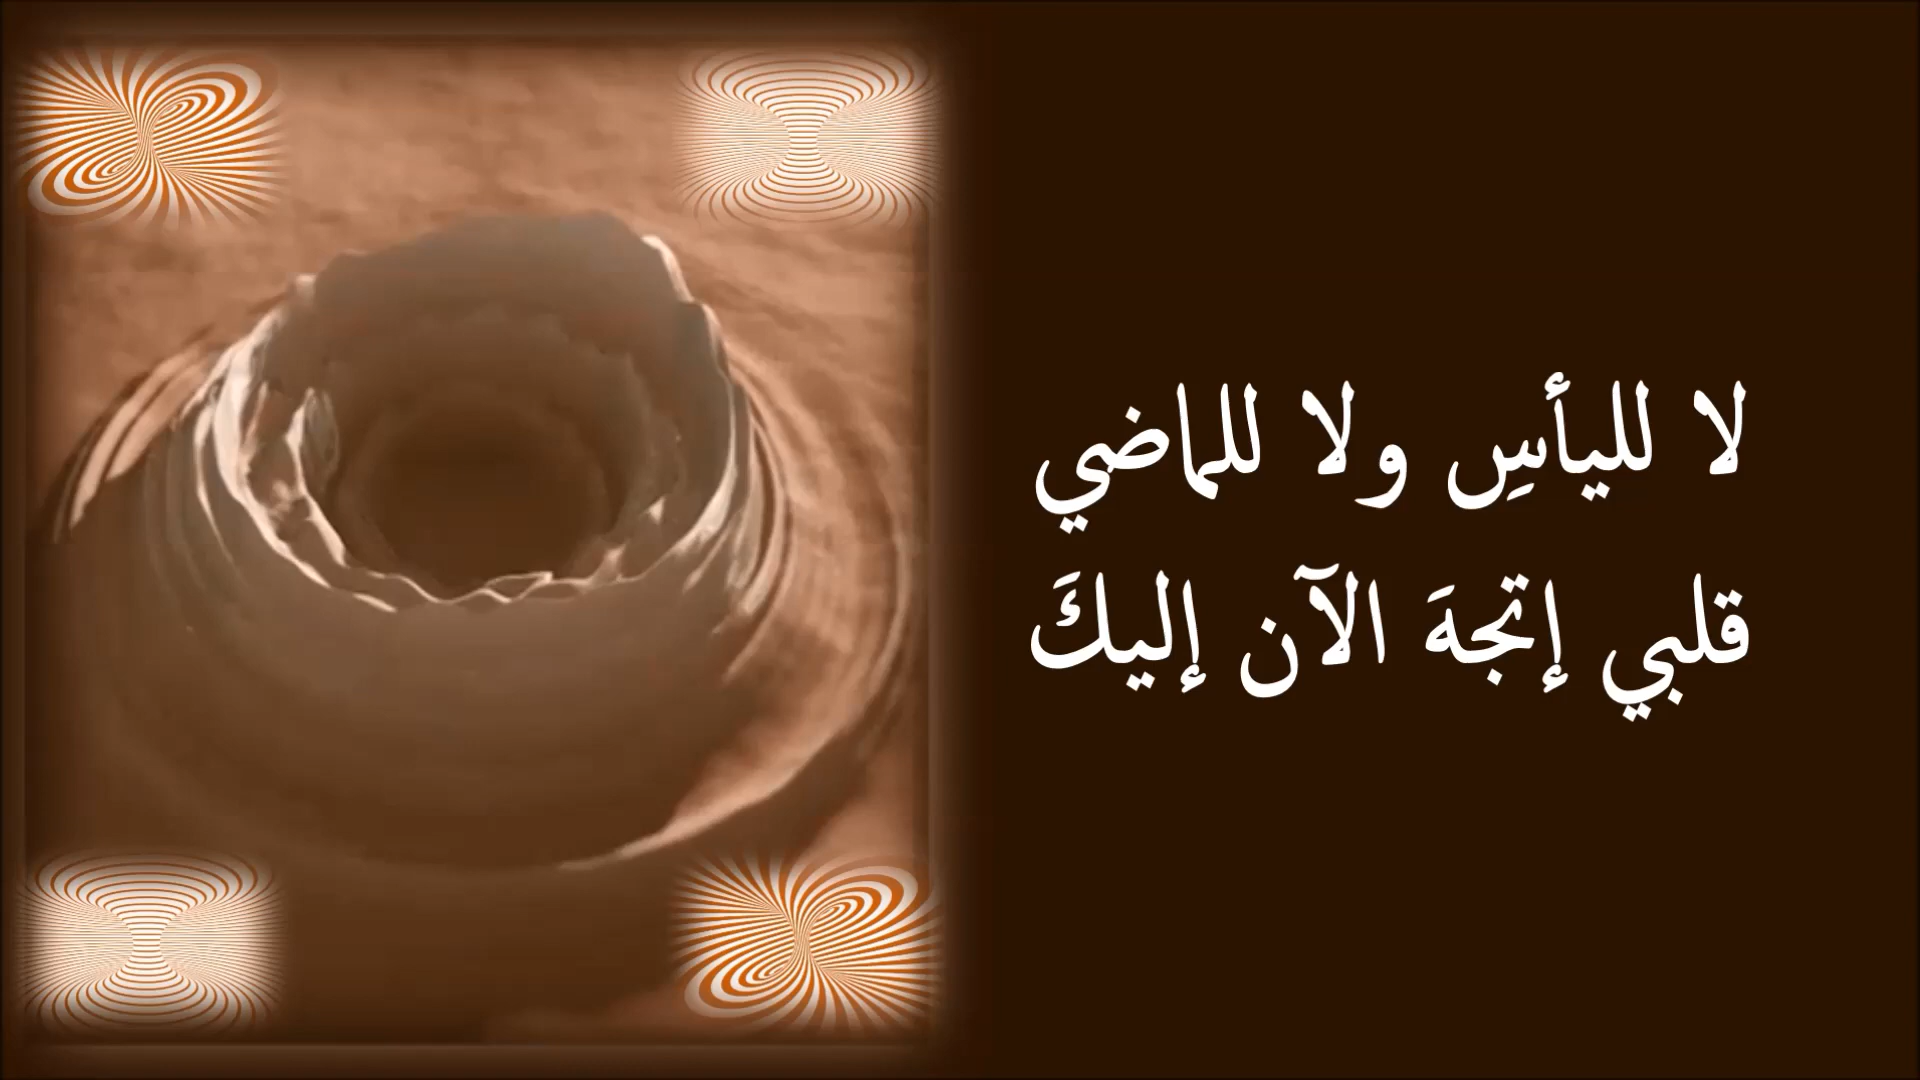 لا لليأسِ ولا للماضي
قلبي إتجهَ الآن إليكَ